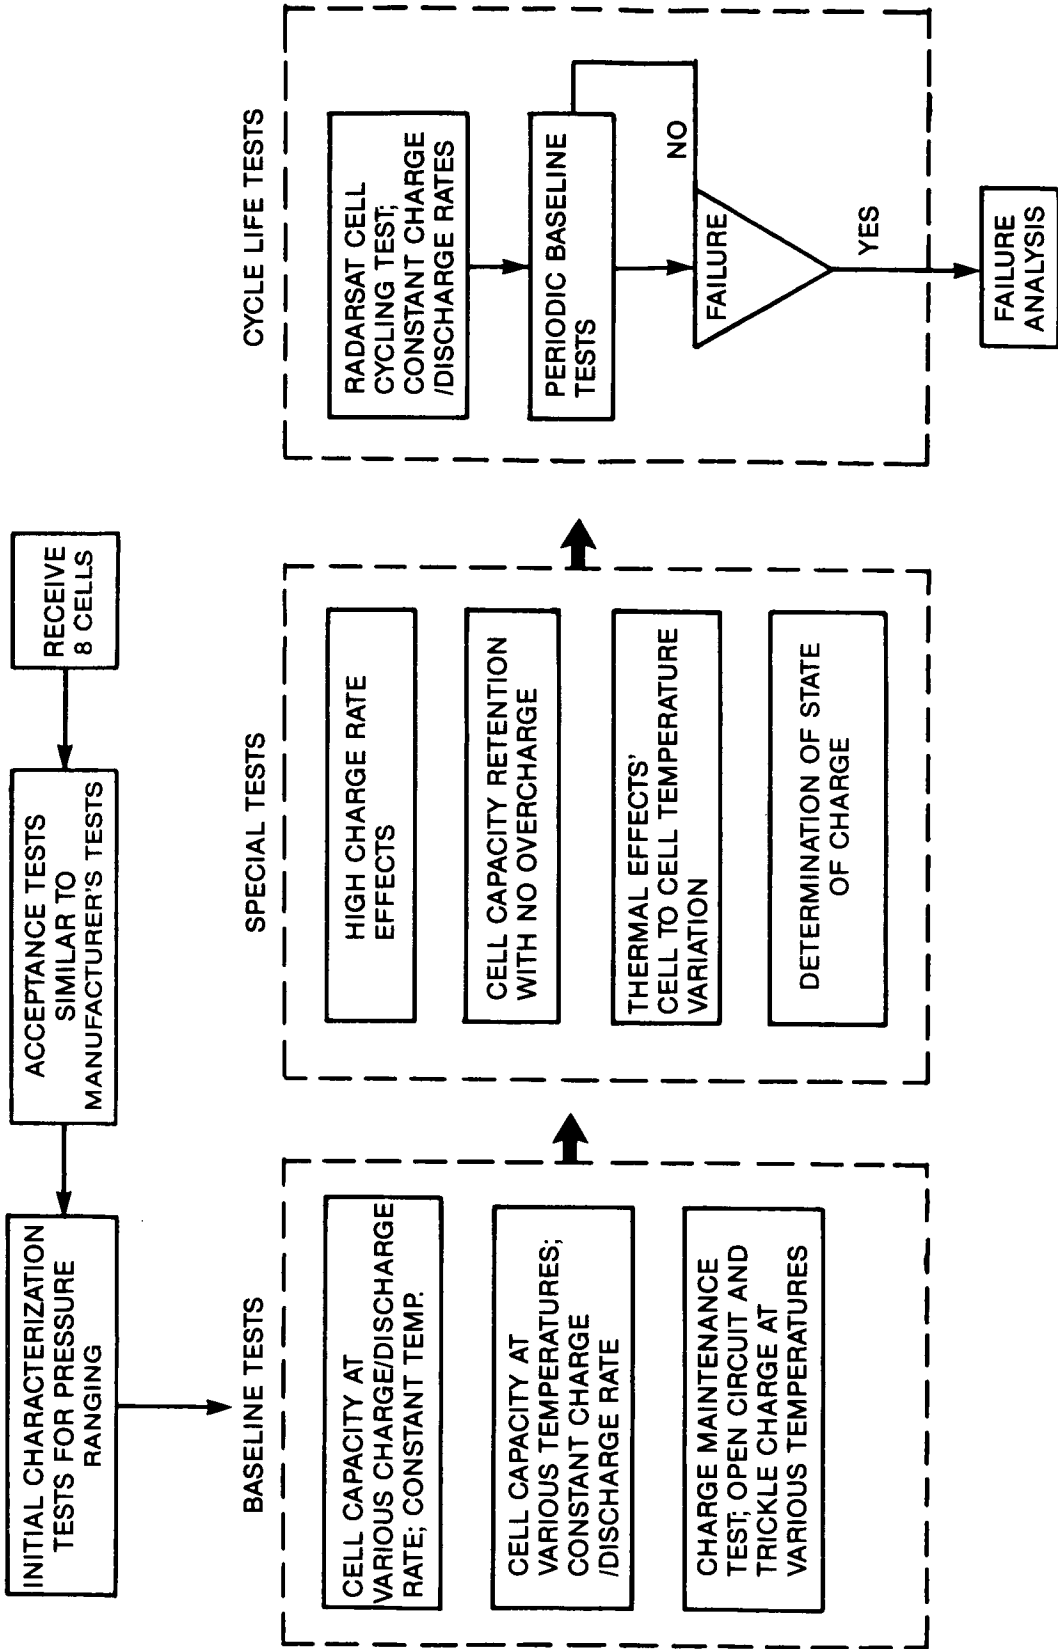 RECEIVE
8 CELLS
ACCEPTANCE TESTS
SIMILAR TO
MANUFACTURER'S TESTS
INITIAL CHARACTERIZATION
TESTS FOR PRESSURE
RANGING
BASELINE TESTS
CELL CAPACITY AT
VARIOUS CHARGE/DISCHARGE
RATE; CONSTANT TEMP.
CELL CAPACITY AT
VARIOUS TEMPERATURES;
CONSTANT CHARGE
/DISCHARGE RATE
CHARGE MAINTENANCE
TEST; OPEN CIRCUIT AND
TRICKLE CHARGE AT
VARIOUS TEMPERATURES
SPECIAL TESTS
HIGH CHARGE RATE
EFFECTS
CELL CAPACITY RETENTION
WITH NO OVERCHARGE
THERMAL EFFECTS'
CELL TO CELL TEMPERATURE
VARIATION
DETERMINATION OF STATE
OF CHARGE
CYCLE LIFE TESTS
RADARSAT CELL
CYCLING TEST;
CONSTANT CHARGE
/DISCHARGE RATES
PERIODIC BASELINE
TESTS
NO
FAILURE
YES
FAILURE
ANALYSIS